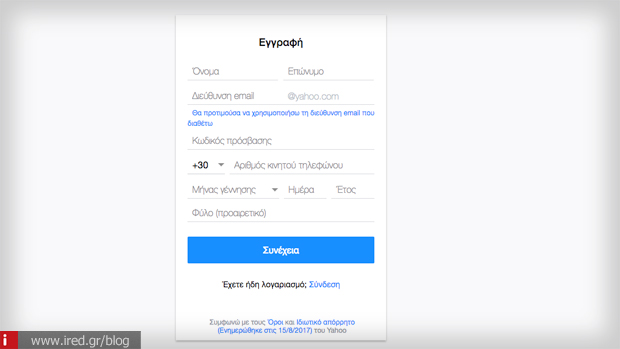 Εγγραφή
Όνομα Επώνυμο
Διεύθυνση email @yahoo.com
Θα προτιμούσα να χρησιμοποιήσω τη διεύθυνση email που
διαθέτω
Κωδικός πρόσβασης
+30 Αριθμός κινητού τηλεφώνου
Μήνας γέννησης Ημέρα Έτος
Φύλο (προαιρετικό)
Συνέχεια
Έχετε ήδη λογαριασμό; Σύνδεση
Συμφωνώ με τους Όροι και Ιδιωτικό απόρρητο
(Ενημερώθηκε στις 15/8/2017) του Yahoo
i www.ired.gr/blog